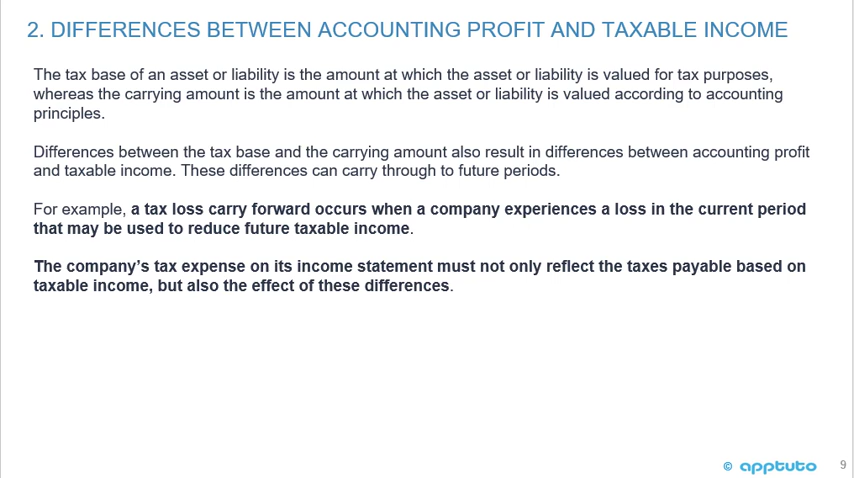 2. DIFFERENCES BETWEEN ACCOUNTING PROFIT AND TAXABLE INCOME
The tax base of an asset or liability is the amount at which the asset or liability is valued for tax purposes,
whereas the carrying amount is the amount at which the asset or liability is valued according to accounting
principles.
Differences between the tax base and the carrying amount also result in differences between accounting profit
and taxable income. These differences can carry through to future periods.
For example, a tax loss carry forward occurs when a company experiences a loss in the current period
that may be used to reduce future taxable income.
The company’s tax expense on its income statement must not only reflect the taxes payable based on
taxable income, but also the effect of these differences.
© apptuto 9